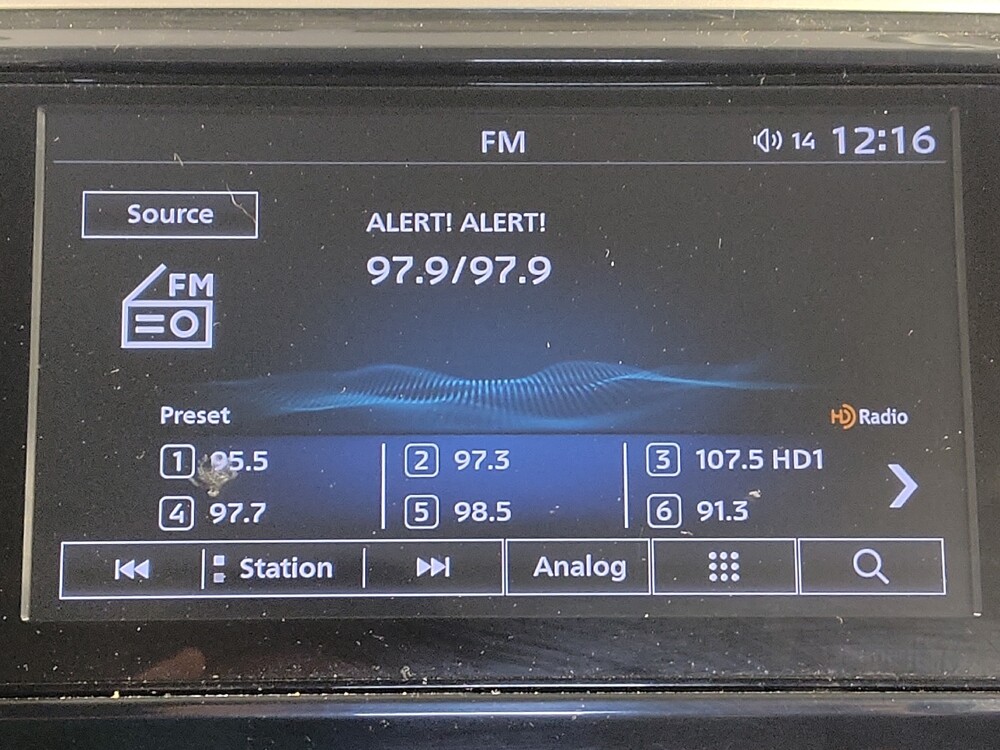 FM
14 12:16
Source
ALERT! ALERT!
97.9/97.9
FM
Preset
HD Radio
1 95.5 2 97.3 3 107.5 HD1
4 97.7 5 98.5 6 91.3
Station Analog